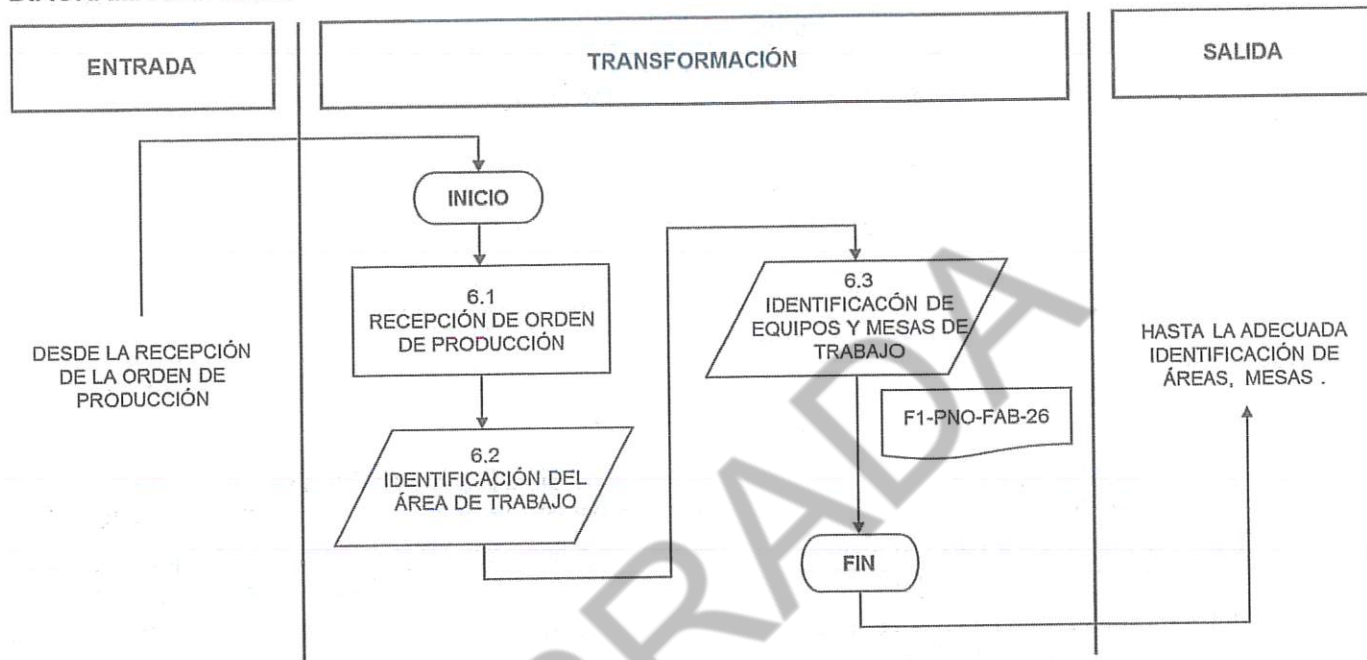 ENTRADA
TRANSFORMACIÓN
SALIDA
DESDE LA RECEPCIÓN
DE LA ORDEN DE
PRODUCCIÓN
INICIO
6.1
RECEPCIÓN DE ORDEN
DE PRODUCCIÓN
6.2
IDENTIFICACIÓN DEL
ÁREA DE TRABAJO
6.3
IDENTIFICACÓN DE
EQUIPOS Y MESAS DE
TRABAJO
F1-PNO-FAB-26
FIN
HASTA LA ADECUADA
IDENTIFICACIÓN DE
ÁREAS, MESAS .
RADA